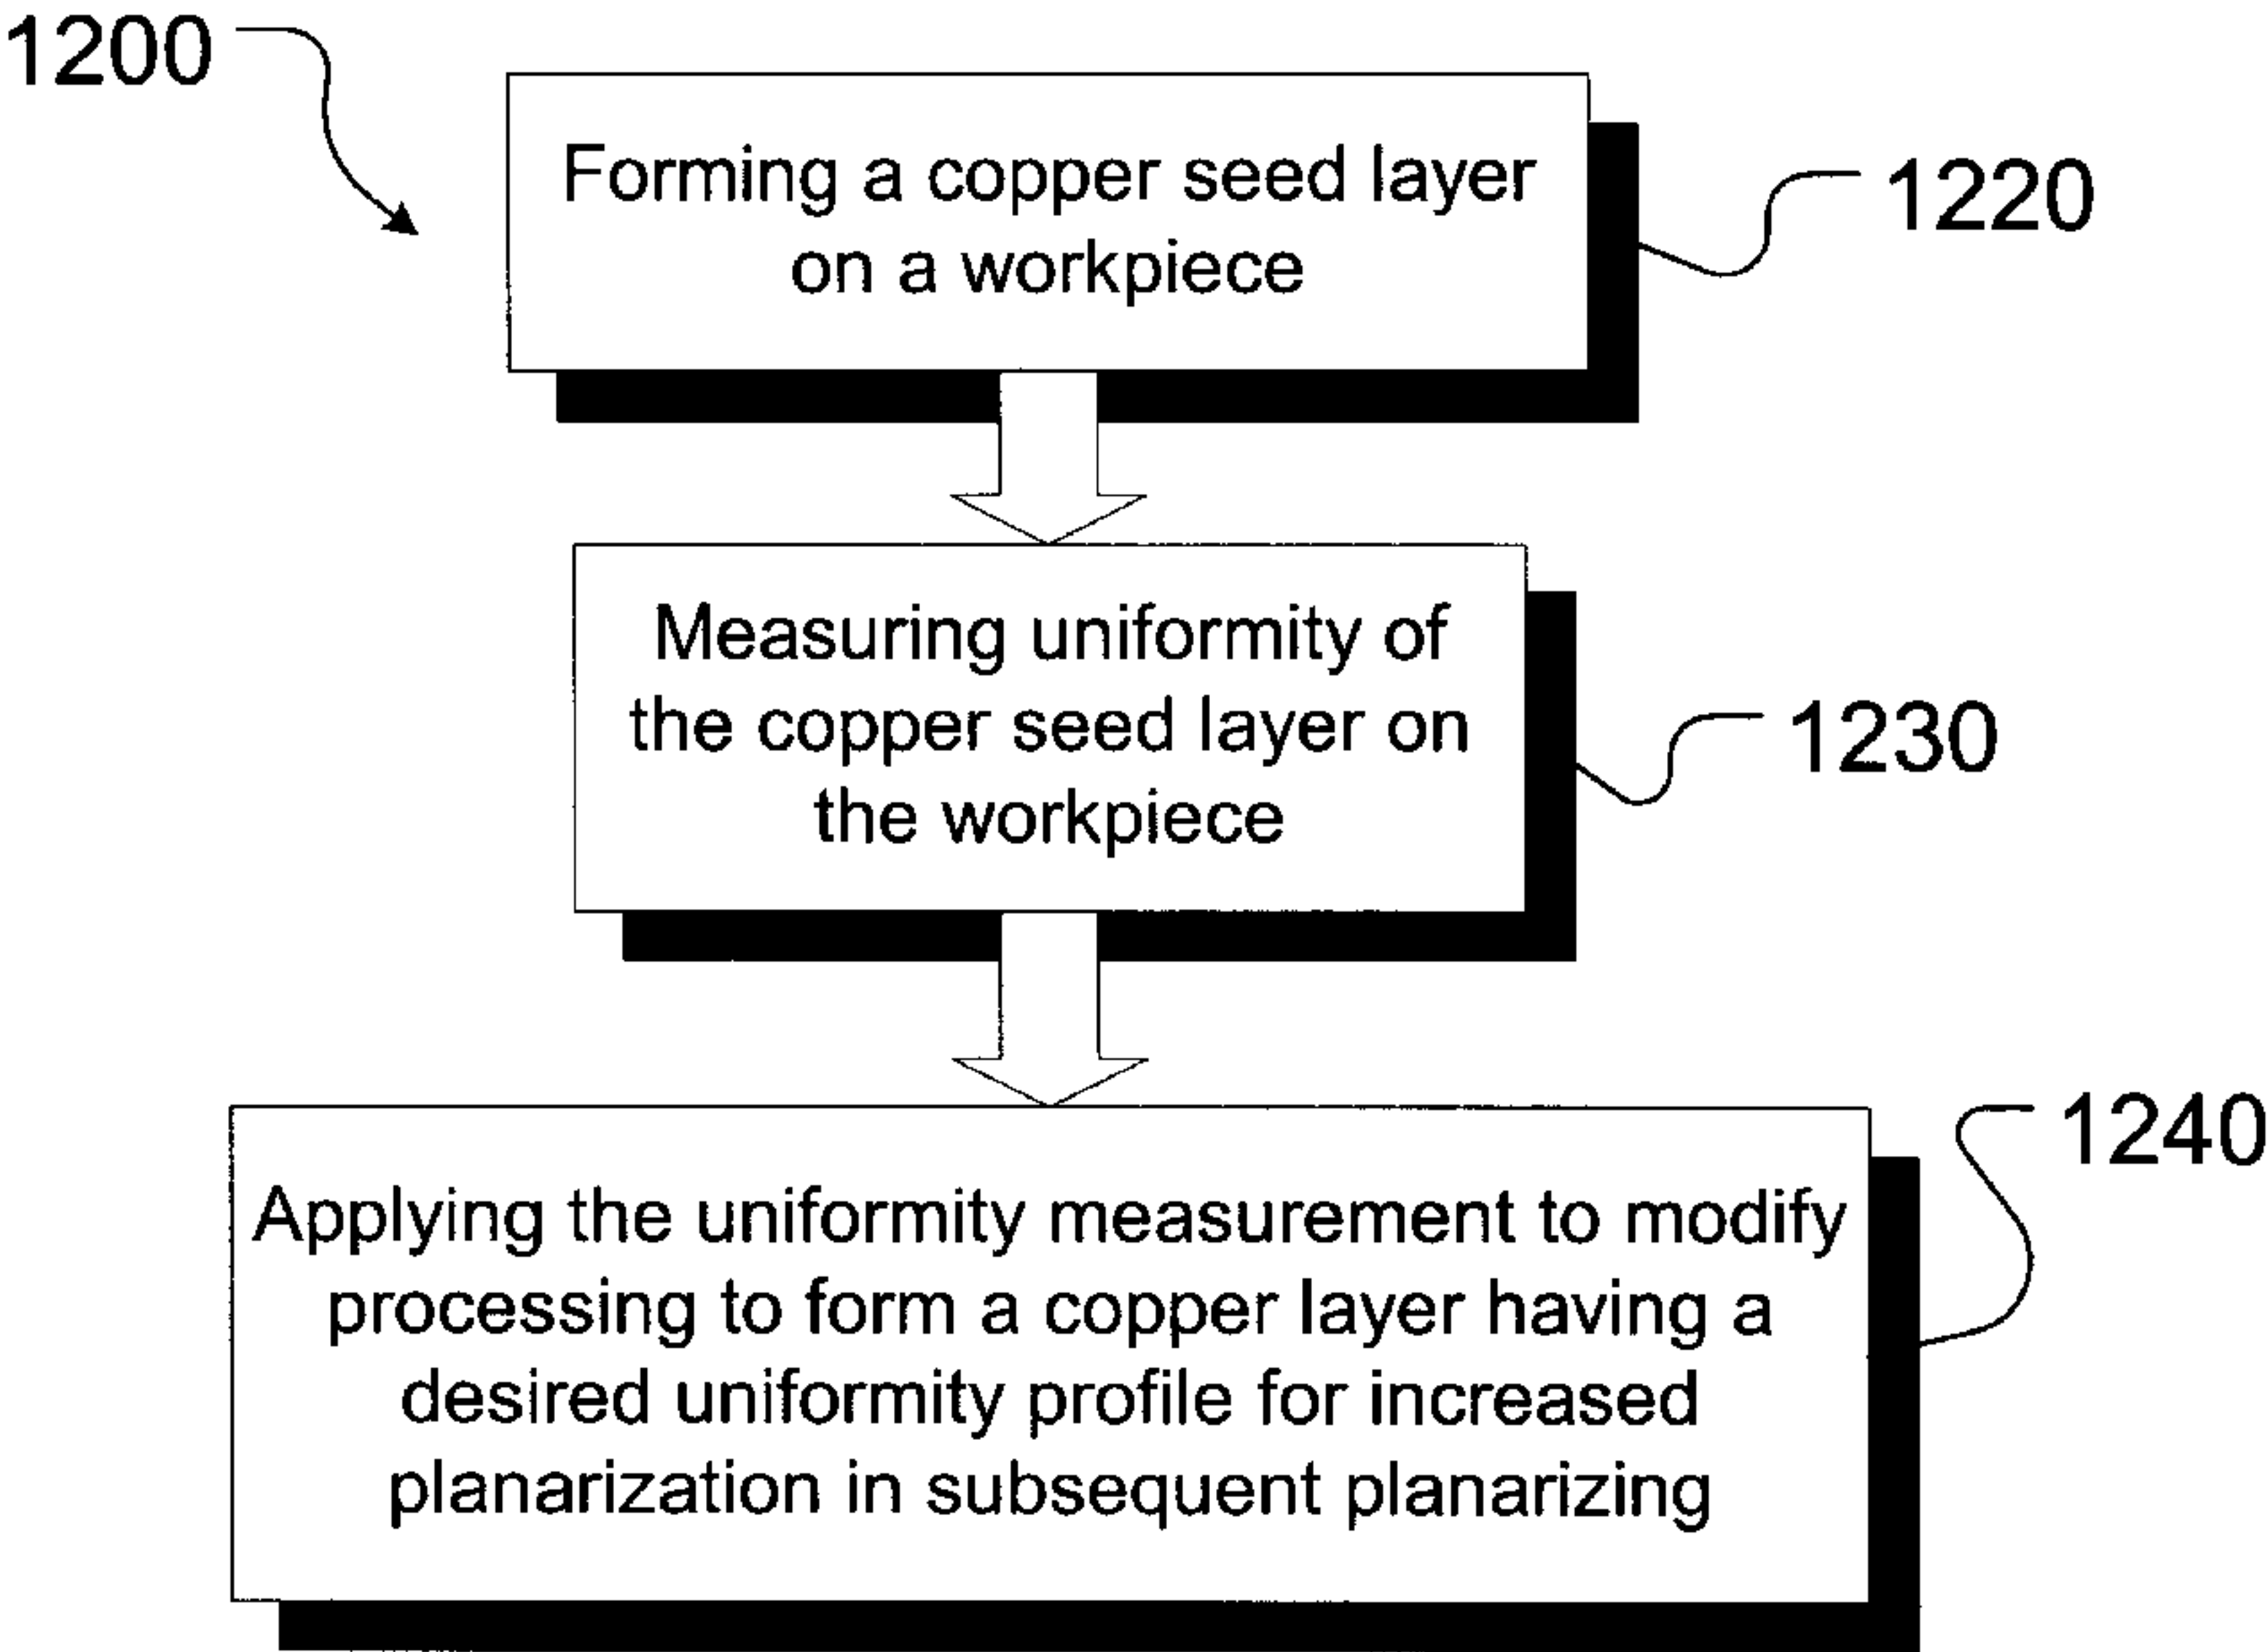 1200
Forming a copper seed layer
on a workpiece
1220
Measuring uniformity of
the copper seed layer on
the workpiece
1230
Applying the uniformity measurement to modify
processing to form a copper layer having a
desired uniformity profile for increased
planarization in subsequent planarizing
1240